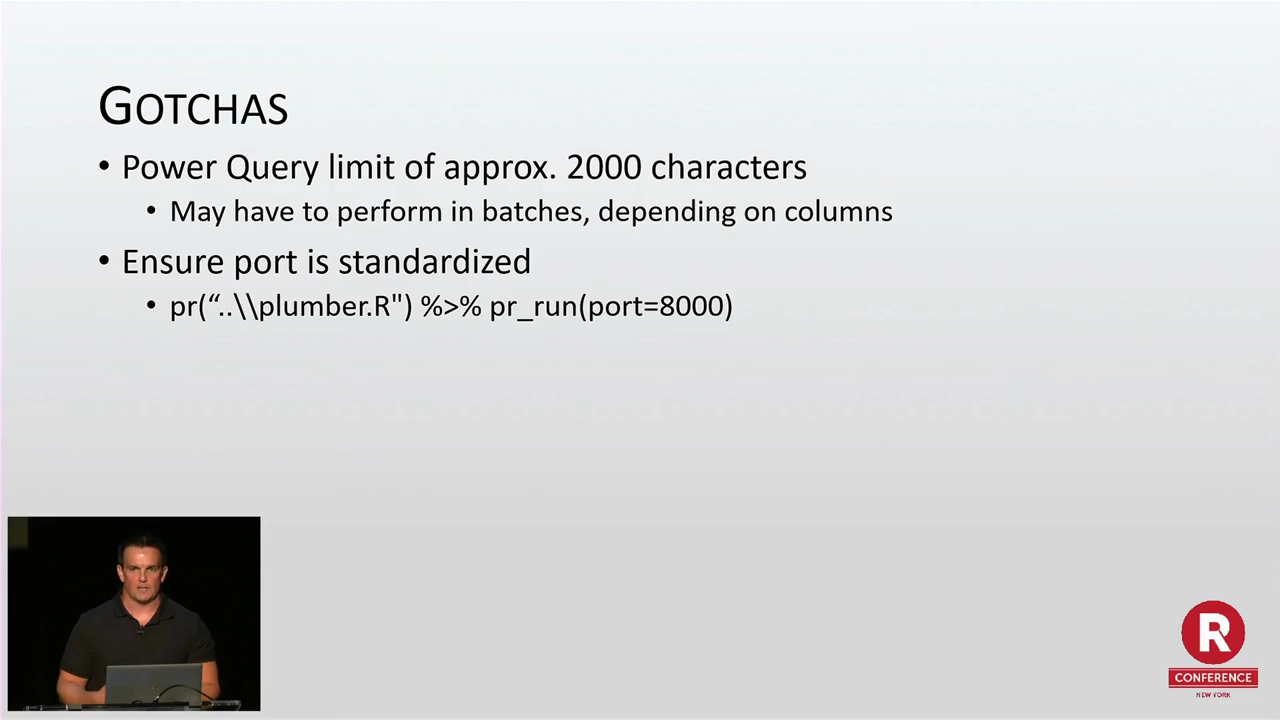 GOTCHAS
• Power Query limit of approx. 2000 characters
• May have to perform in batches, depending on columns
• Ensure port is standardized
• pr(“..\\plumber.R") %>% pr_run(port=8000)
R
CONFERENCE
NEW YORK